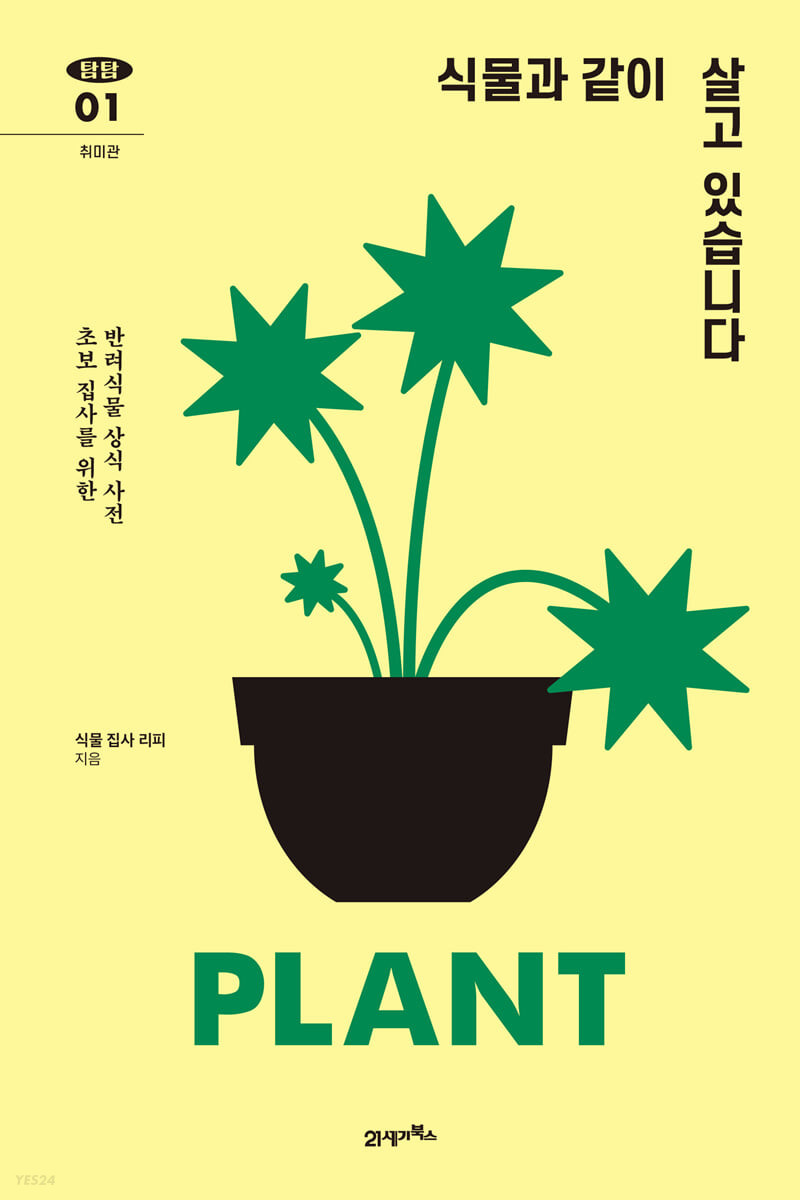 탐탐
01
취미관
식물과 같이
살고 있습니다
초보 집사를 위한
반려식물 상식 사전
식물 집사 리피
지음
PLANT
21세기북스
YES24